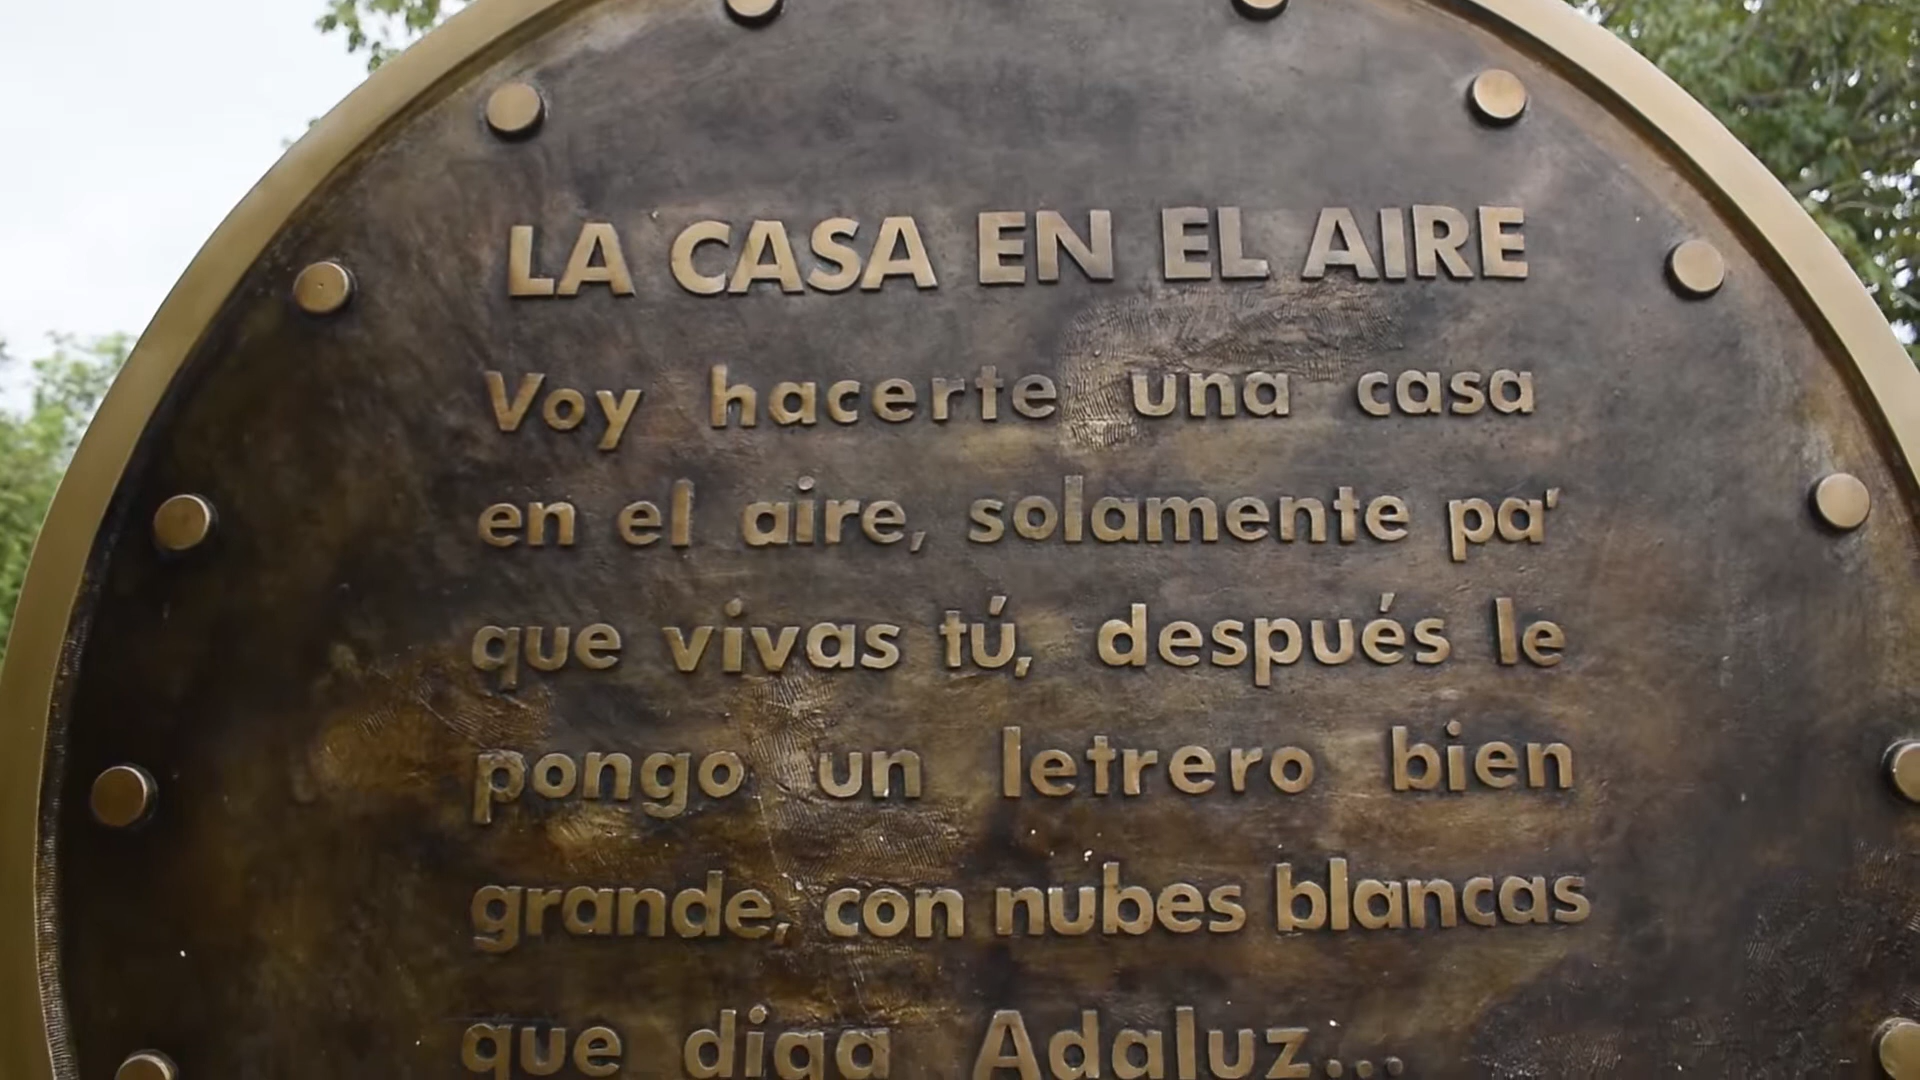 LA CASA EN EL AIRE
Voy hacerte una casa
en el aire, solamente pa'
que vivas tú, después le
pongo un letrero bien
grande, con nubes blancas
que diga Adaluz...